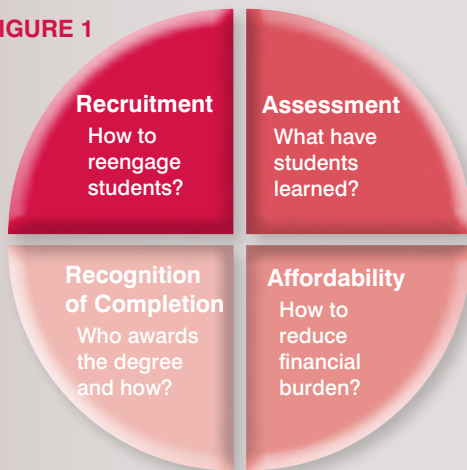 IGURE 1
Recruitment
How to
reengage
students?
Assessment
What have
students
learned?
Recognition
of Completion
Who awards
the degree
and how?
Affordability
How to
reduce
financial
burden?